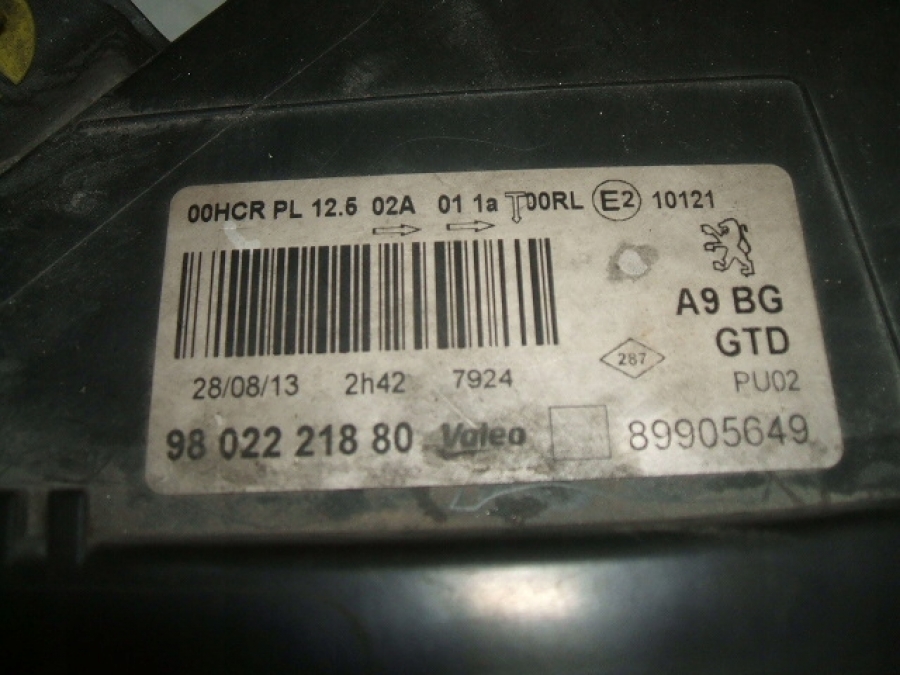 00HCR PL 12.5 02A 01 1a T00RL E2 10121
A9 BG
GTD
287
PU02
28/08/13 2h42 7924
98 022 218 80 Valeo 89905649